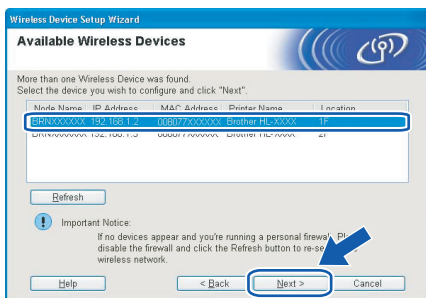 Wireless Device Setup Wizard
Available Wireless Devices
More than one Wireless Device was found.
Select the device you wish to configure and click "Next".
Node Name IP Address MAC Address Printer Name Location
BRNXXXXXX 192.168.1.2 008077XXXXXX Brother HL-XXXX 1F
BRNXXXXXX 192.168.1.3 008077XXXXXX Brother HL-XXXX 2F
Refresh
Important Notice:
If no devices appear and you're running a personal firewall,
disable the firewall and click the Refresh button to
wireless network.
Help
< Back
Next >
Cancel